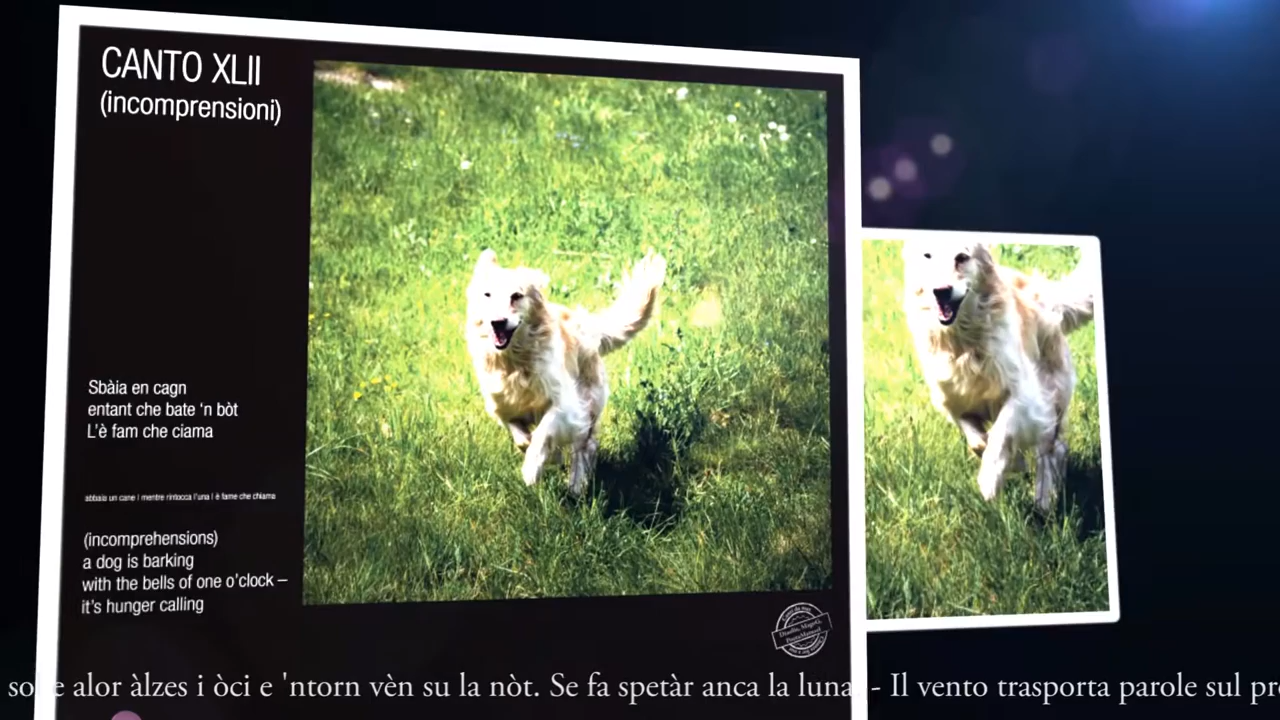 CANTO XLII
(incomprensioni)
Sbàia en cagn
entant che bate 'n bòt
L'è fam che ciama
abbaia un cane | mentre rintocca l'una | è fame che chiama
(incomprehensions)
a dog is barking
with the bells of one o'clock –
it's hunger calling
alor àlzes i òci e 'ntorn vèn su la nòt. Se fa spetàr anca la luna. - Il vento trasporta parole sul